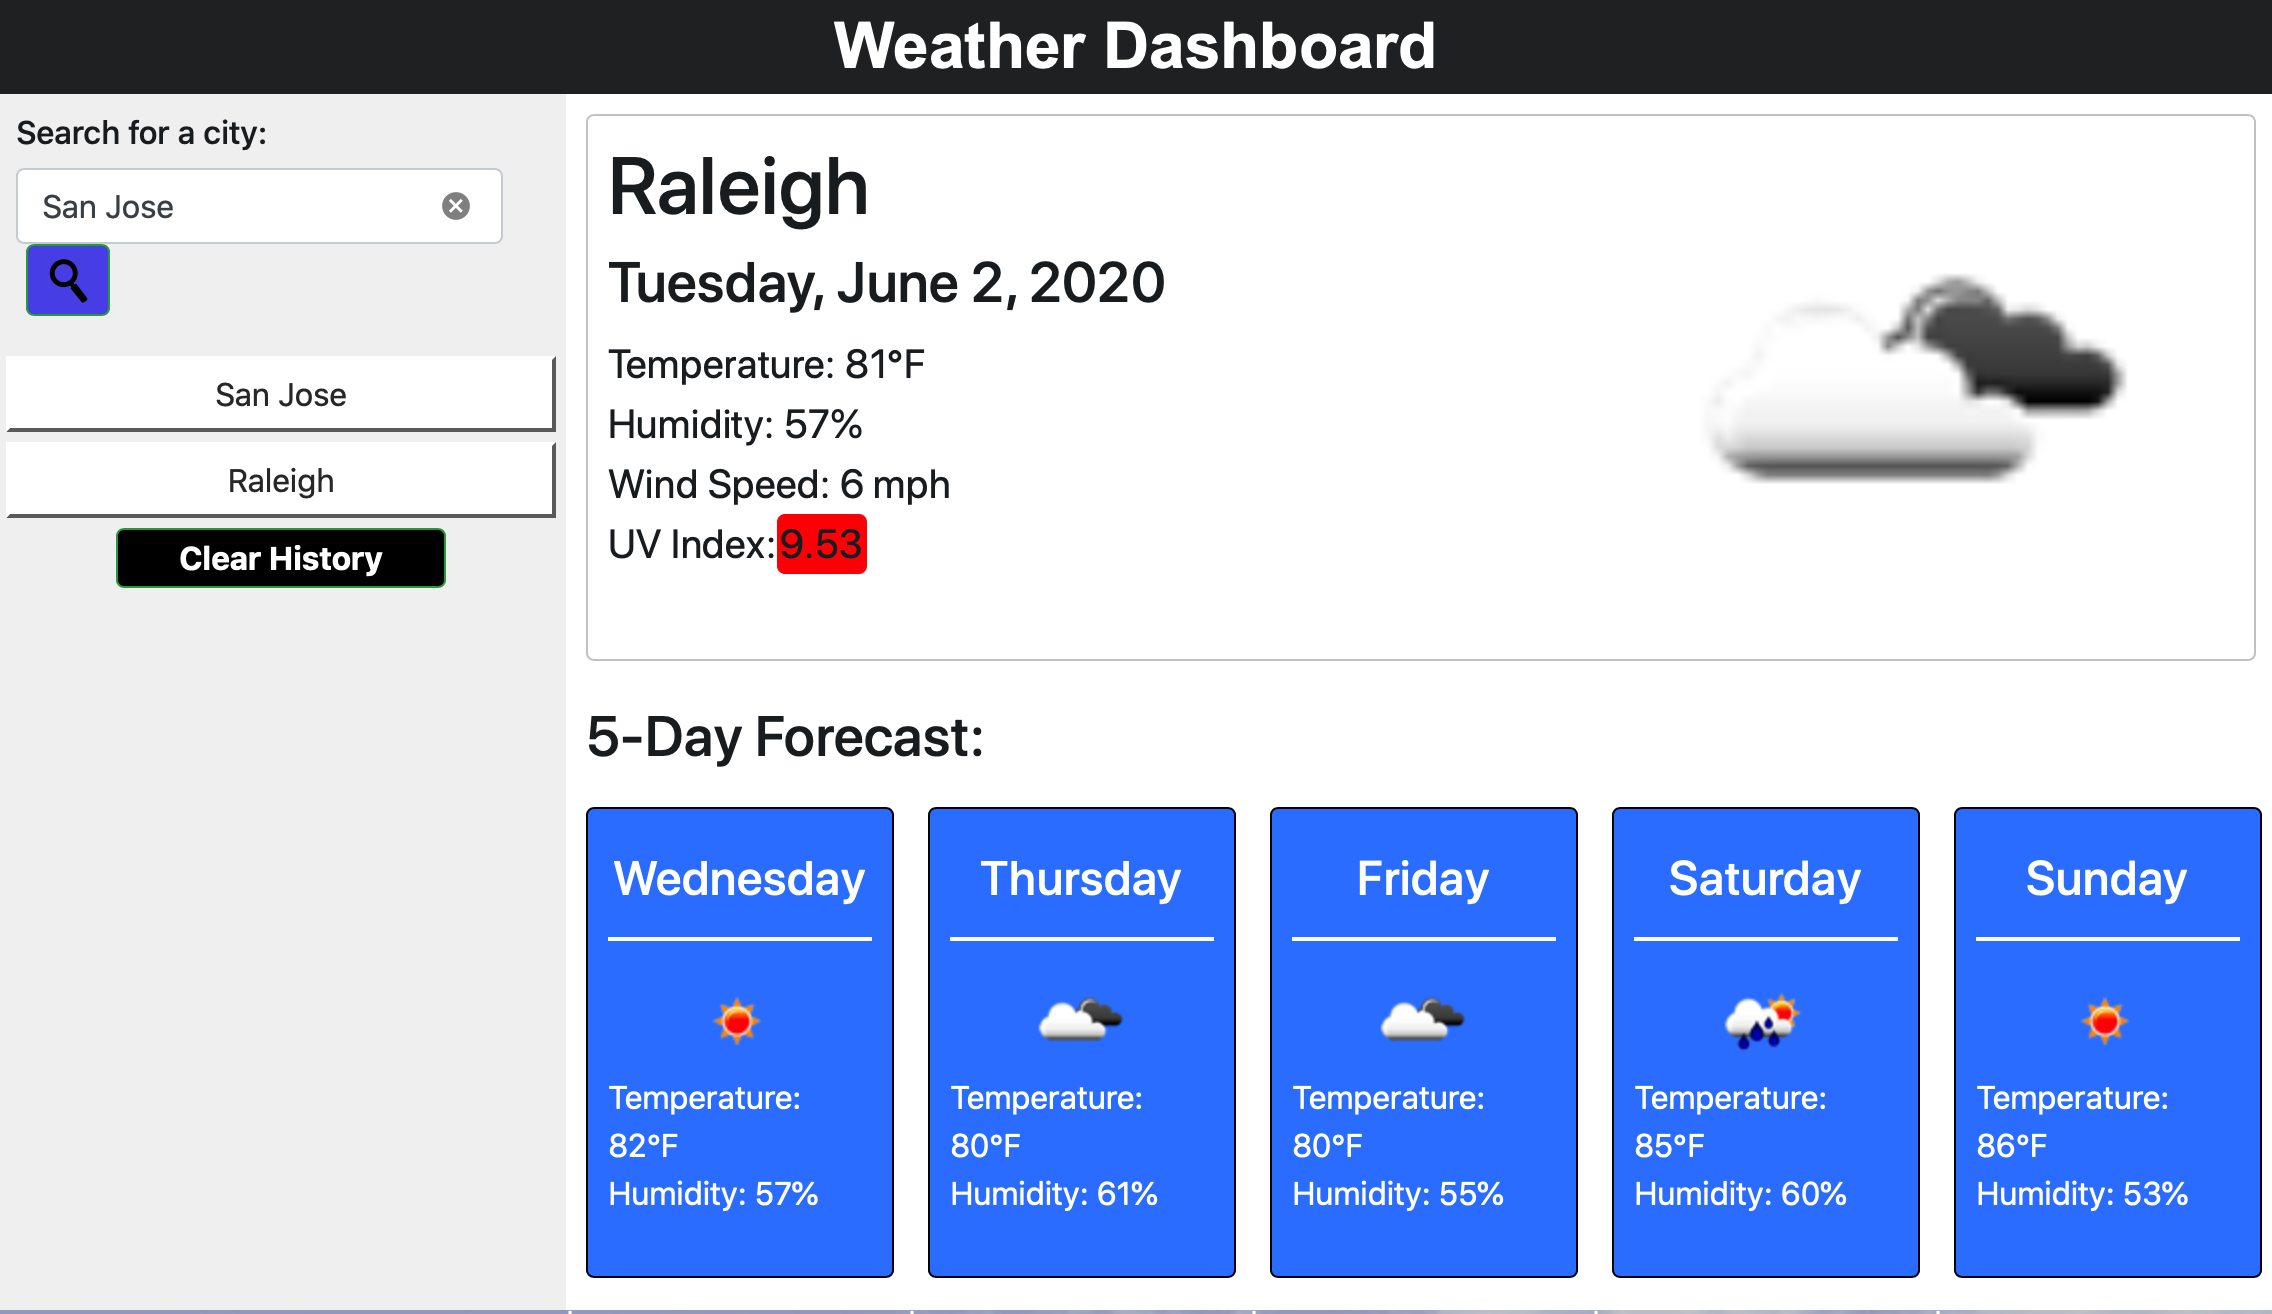 Weather Dashboard
Search for a city:
San Jose
San Jose
Raleigh
Clear History
Raleigh
Tuesday, June 2, 2020
Temperature: 81°F
Humidity: 57%
Wind Speed: 6 mph
UV Index: 9.53
5-Day Forecast:
Wednesday
Temperature:
82°F
Humidity: 57%
Thursday
Temperature:
80°F
Humidity: 61%
Friday
Temperature:
80°F
Humidity: 55%
Saturday
Temperature:
85°F
Humidity: 60%
Sunday
Temperature:
86°F
Humidity: 53%